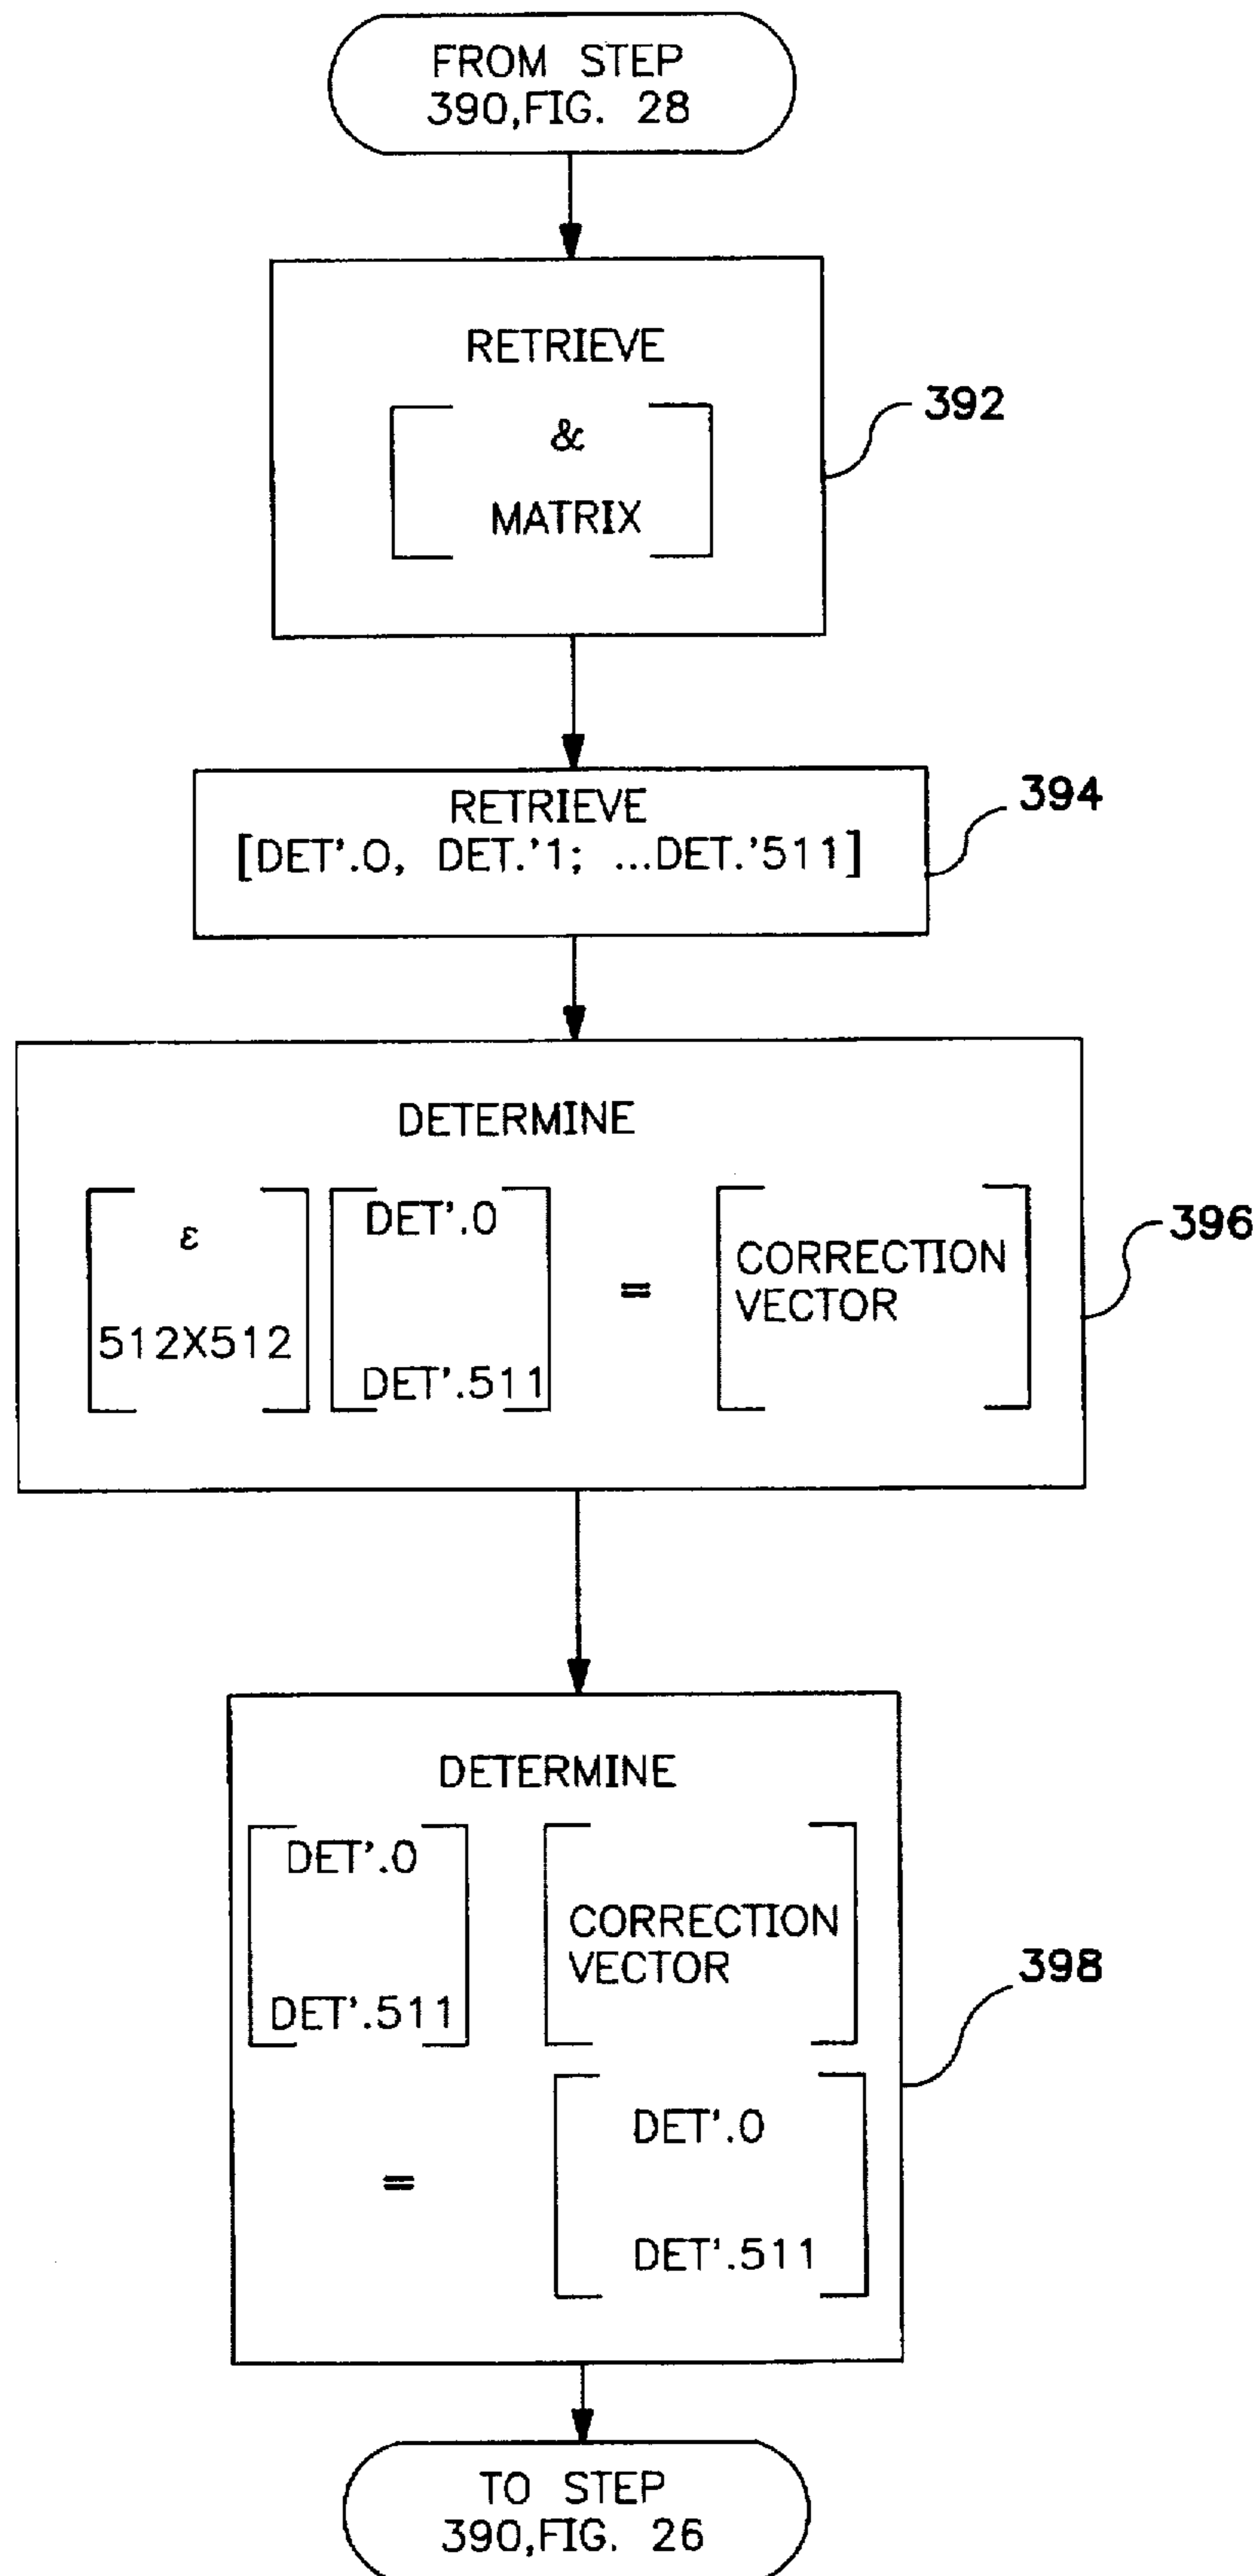 FROM STEP
390,FIG. 28
RETRIEVE
&
MATRIX
392
RETRIEVE
[DET'.0, DET.'1; ...DET.'511]
394
DETERMINE
ε
512X512
DET'.0
DET'.511
=
CORRECTION
VECTOR
396
DETERMINE
DET'.0
DET'.511
CORRECTION
VECTOR
398
=
DET'.0
DET'.511
TO STEP
390,FIG. 26